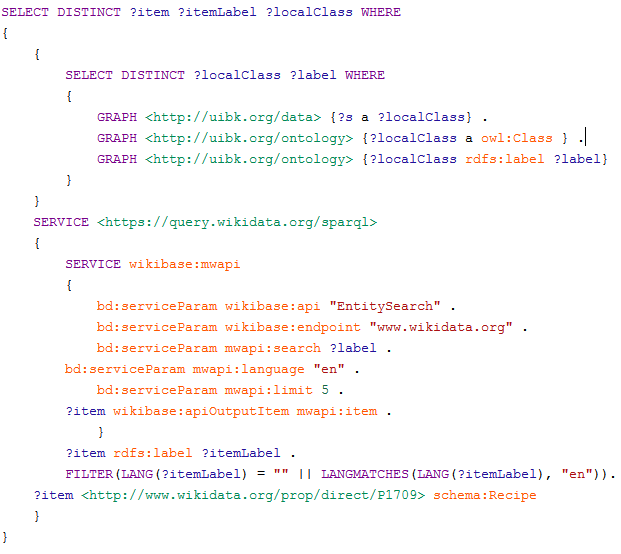 SELECT DISTINCT ?item ?itemLabel ?localClass WHERE
{
{
SELECT DISTINCT ?localClass ?label WHERE
{
GRAPH <http://uibk.org/data> {?s a ?localClass} .
GRAPH <http://uibk.org/ontology> {?localClass a owl:Class } .
GRAPH <http://uibk.org/ontology> {?localClass rdfs:label ?label}
}
}
SERVICE <https://query.wikidata.org/sparql>
{
SERVICE wikibase:mwapi
{
bd:serviceParam wikibase:api "EntitySearch" .
bd:serviceParam wikibase:endpoint "www.wikidata.org" .
bd:serviceParam mwapi:search ?label .
bd:serviceParam mwapi:language "en" .
bd:serviceParam mwapi:limit 5 .
?item wikibase:apiOutputItem mwapi:item .
}
?item rdfs:label ?itemLabel .
FILTER(LANG(?itemLabel) = "" || LANGMATCHES(LANG(?itemLabel), "en")).
?item <http://www.wikidata.org/prop/direct/P1709> schema:Recipe
}
}